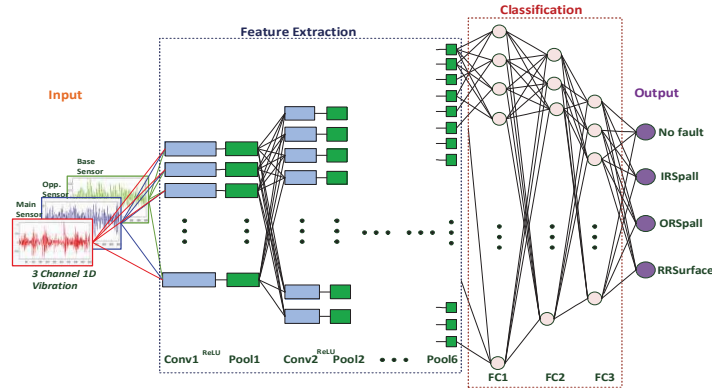 Classification
Feature Extraction
Input
Output
Base
Sensor
Opp.
Sensor
Main
Sensor
3 Channel 1D
Vibration
No fault
IRSpall
ORSpall
RRSurface
Conv1 ReLU Pool1 Conv2 ReLU Pool2 Pool6
FC1 FC2 FC3